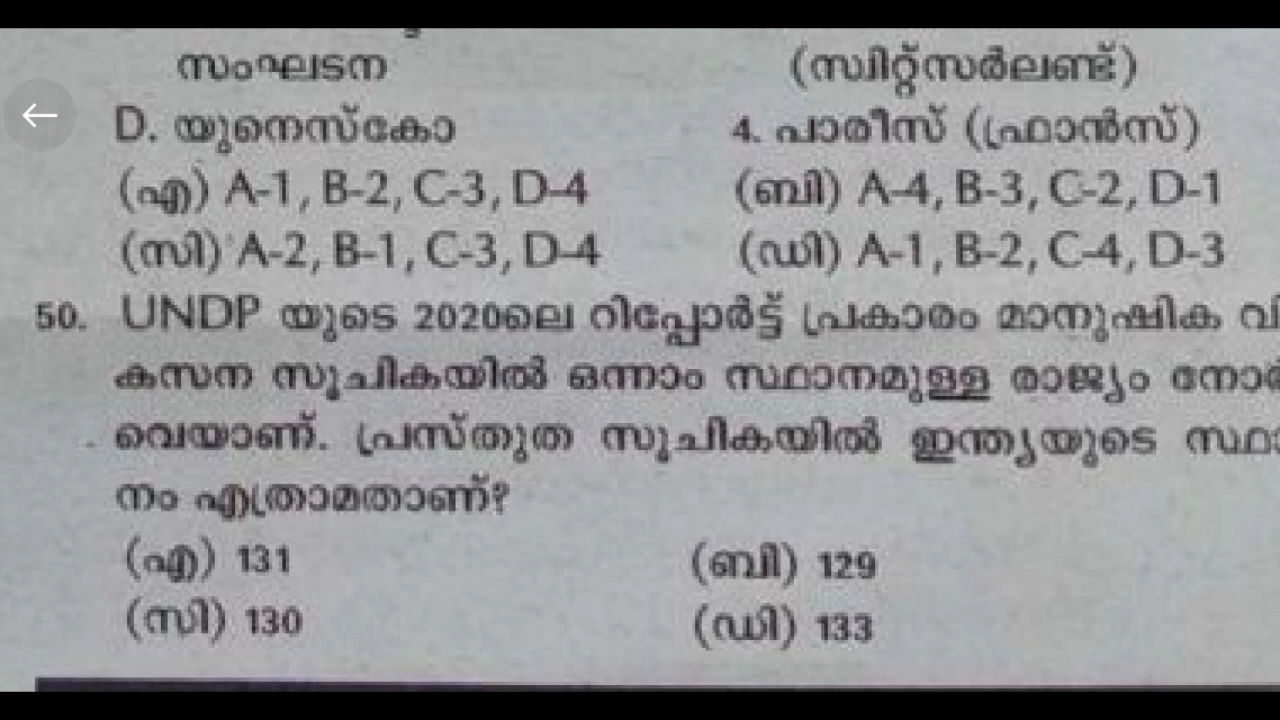 സംഘടന (സ്വിറ്റ്സർലണ്ട്)
D. യുനെസ്കോ 4. പാരീസ് (ഫ്രാൻസ്)
(എ) A-1, B-2, C-3, D-4 (ബി) A-4, B-3, C-2, D-1
(സി) A-2, B-1, C-3, D-4 (ഡി) A-1, B-2, C-4, D-3
50. UNDP യുടെ 2020ലെ റിപ്പോർട്ട് പ്രകാരം മാനുഷിക വി
കസന സൂചികയിൽ ഒന്നാം സ്ഥാനമുള്ള രാജ്യം നോർ
വെയാണ്. പ്രസ്തുത സൂചികയിൽ ഇന്ത്യയുടെ സ്ഥാ
നം എത്രാമതാണ്?
(എ) 131 (ബി) 129
(സി) 130 (ഡി) 133